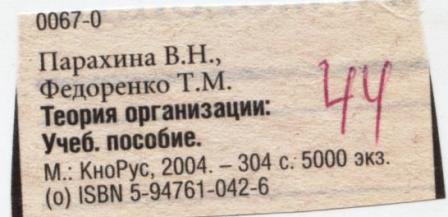 0067-0
Парахина В.Н.,
Федоренко Т.М.
Теория организации:
Учеб. пособие.
М.: КноРус, 2004. – 304 с. 5000 экз.
(о) ISBN 5-94761-042-6
44